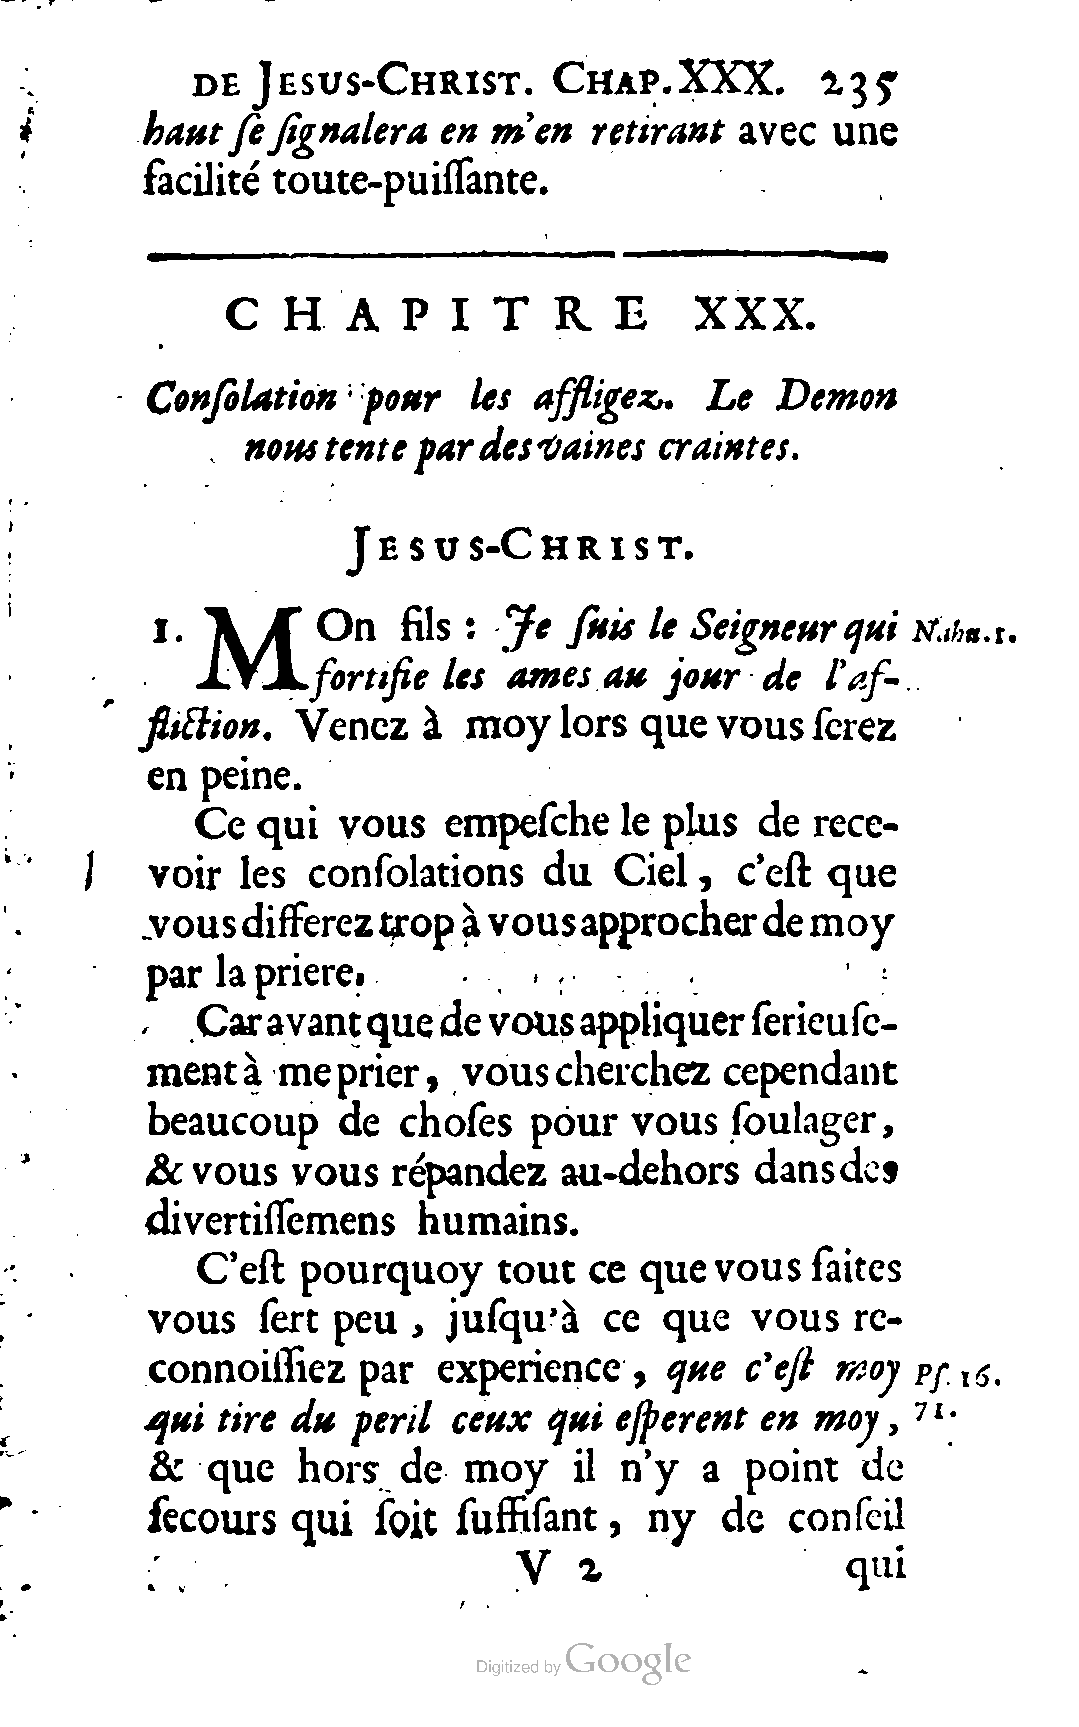 DE JESUS-CHRIST. CHAP. XXX. 235
haut ſe ſignalera en m'en retirant avec une
facilité toute-puiſſante.
CHAPITRE XXX.
Conſolation pour les affligez. Le Demon
nous tente par des vaines craintes.
JESUS-CHRIST.
1. MOn fils : Je ſuis le Seigneur qui Nahu. 1.
fortifie les ames au jour de l'af-
fliction. Venez à moy lors que vous ſerez
en peine.
Ce qui vous empeſche le plus de rece-
voir les conſolations du Ciel, c'eſt que
vous differez trop à vous approcher de moy
par la priere.
Car avant que de vous appliquer ſerieuſe-
ment à me prier, vous cherchez cependant
beaucoup de choſes pour vous ſoulager,
& vous vous répandez au-dehors dans des
divertiſſemens humains.
C'eſt pourquoy tout ce que vous faites
vous ſert peu, juſqu'à ce que vous re-
connoiſſiez par experience, que c'eſt moy Pſ. 16.
qui tire du peril ceux qui eſperent en moy, 71.
& que hors de moy il n'y a point de
ſecours qui ſoit ſuffiſant, ny de conſeil
V 2 qui
Digitized by Google